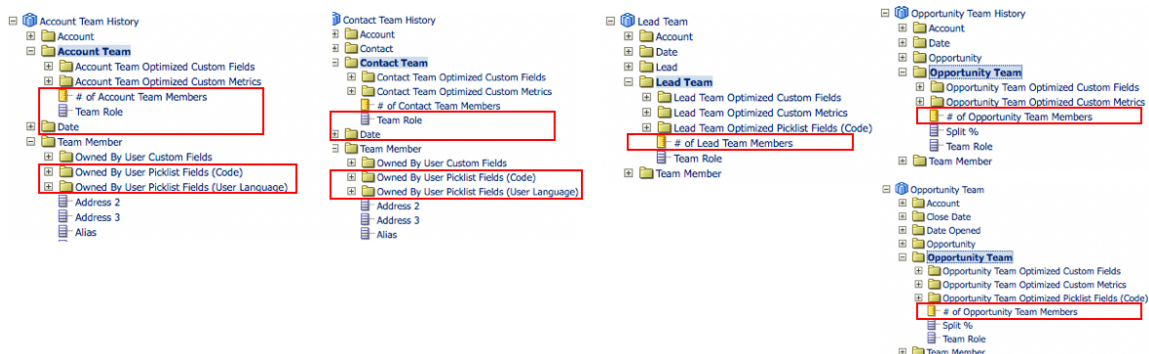 Account Team History
Account
Account Team
Account Team Optimized Custom Fields
Account Team Optimized Custom Metrics
# of Account Team Members
Team Role
Date
Team Member
Owned By User Custom Fields
Owned By User Picklist Fields (Code)
Owned By User Picklist Fields (User Language)
Address 2
Address 3
Alias
Contact Team History
Account
Contact
Contact Team
Contact Team Optimized Custom Fields
Contact Team Optimized Custom Metrics
# of Contact Team Members
Team Role
Date
Team Member
Owned By User Custom Fields
Owned By User Picklist Fields (Code)
Owned By User Picklist Fields (User Language)
Address 2
Address 3
Alias
Lead Team
Account
Date
Lead
Lead Team
Lead Team Optimized Custom Fields
Lead Team Optimized Custom Metrics
Lead Team Optimized Picklist Fields (Code)
# of Lead Team Members
Team Role
Team Member
Opportunity Team History
Account
Date
Opportunity
Opportunity Team
Opportunity Team Optimized Custom Fields
Opportunity Team Optimized Custom Metrics
# of Opportunity Team Members
Split %
Team Role
Team Member
Opportunity Team
Account
Close Date
Date Opened
Opportunity
Opportunity Team
Opportunity Team Optimized Custom Fields
Opportunity Team Optimized Custom Metrics
Opportunity Team Optimized Picklist Fields (Code)
# of Opportunity Team Members
Split %
Team Role
Team Member